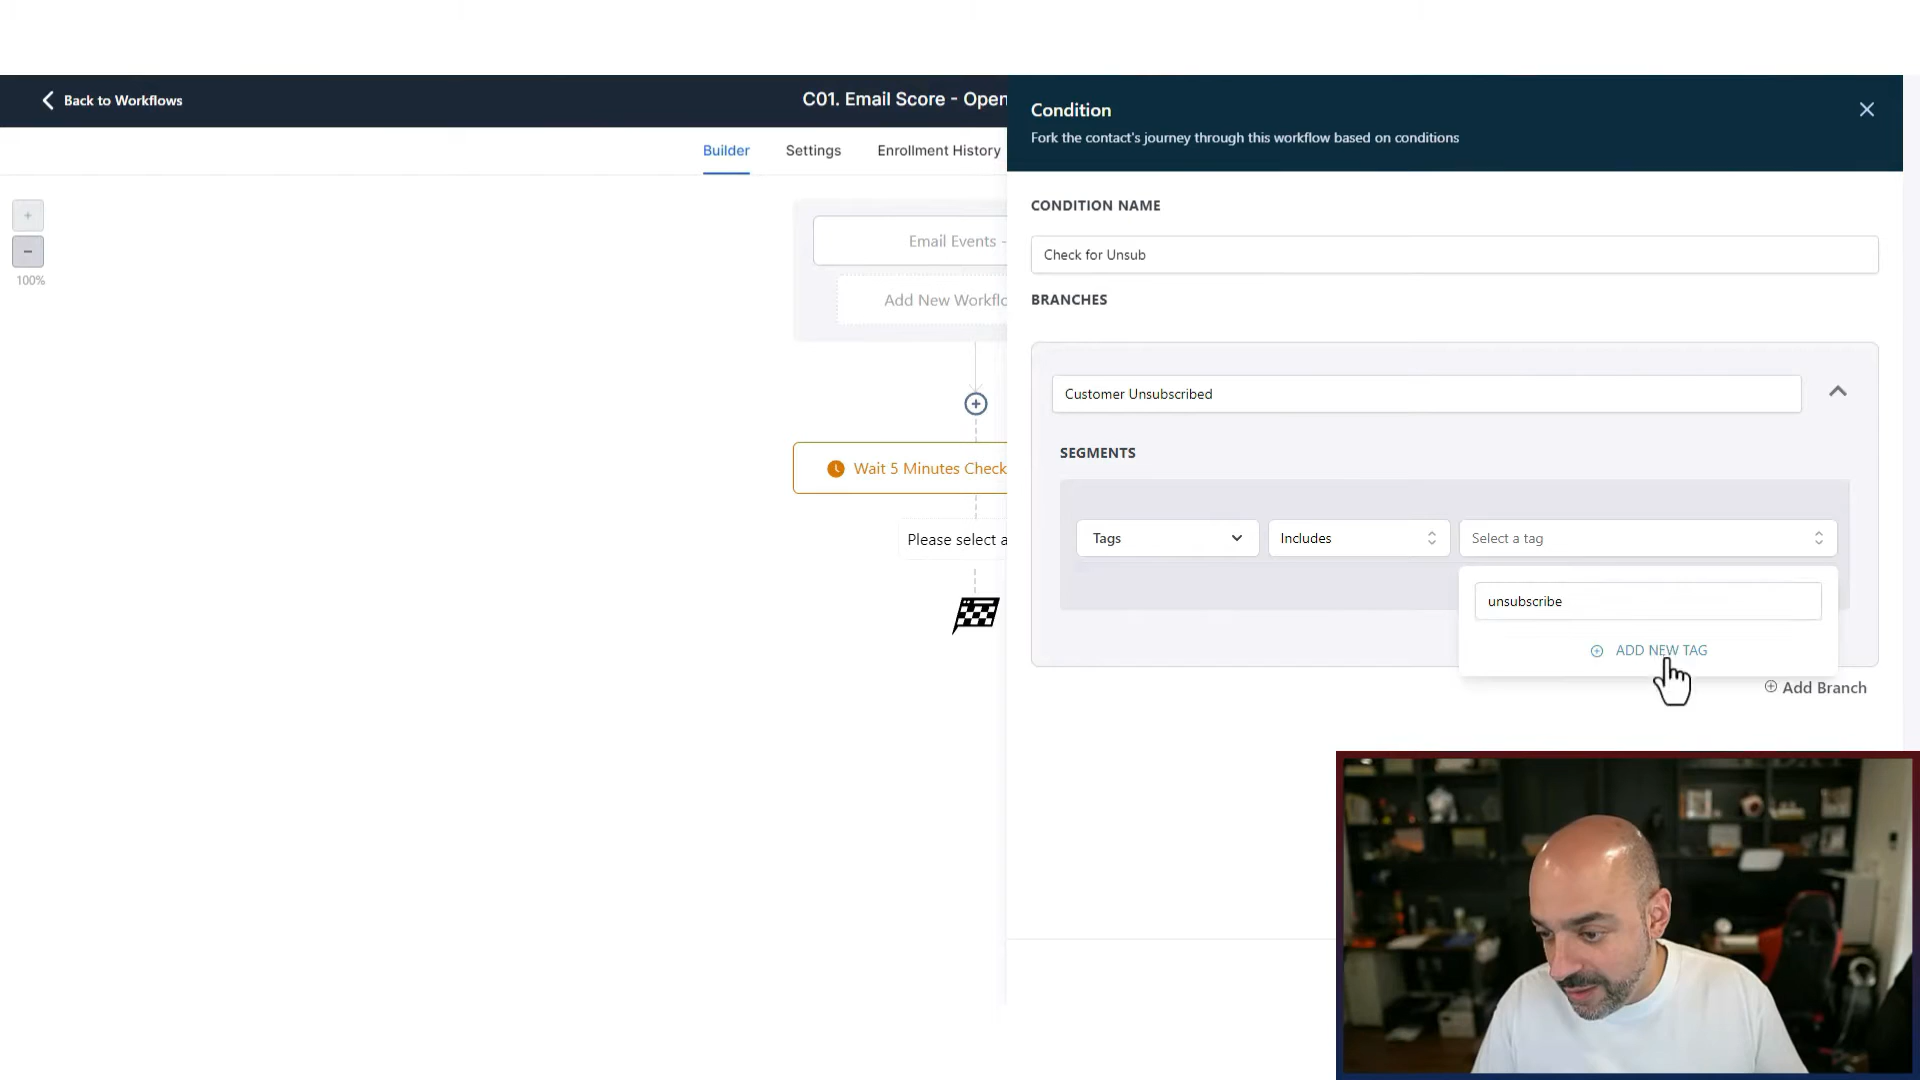 Back to Workflows
C01. Email Score - Open
Builder
Settings
Enrollment History
+
-
100%
Email Events -
Add New Workflo
Wait 5 Minutes Check
Please select a
Condition
Fork the contact's journey through this workflow based on conditions
CONDITION NAME
Check for Unsub
BRANCHES
Customer Unsubscribed
SEGMENTS
Tags
Includes
Select a tag
unsubscribe
ADD NEW TAG
Add Branch